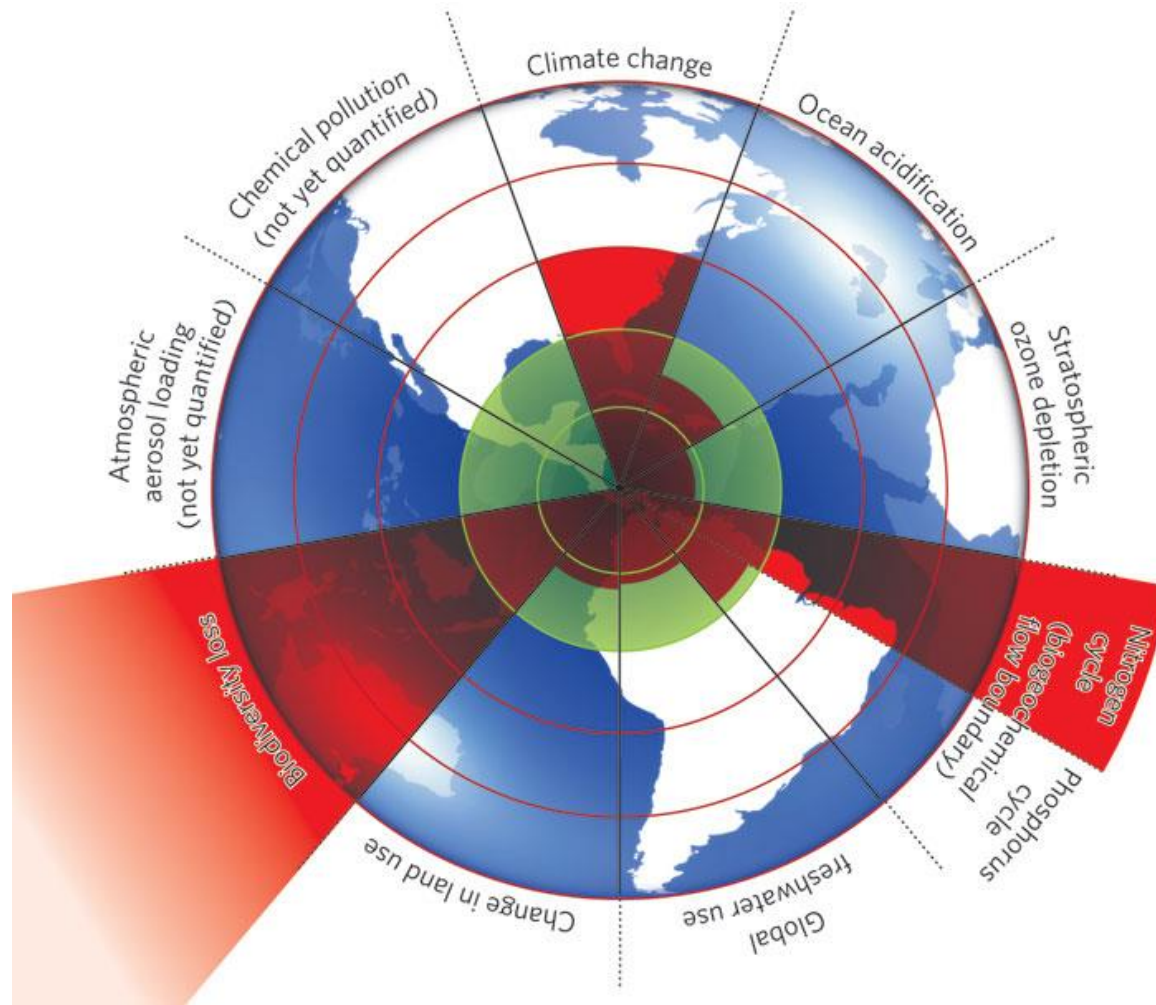 Climate change
Ocean acidification
Stratospheric
ozone depletion
Nitrogen
cycle
(biogeochemical
flow boundary)
Phosphorus
cycle
Global
freshwater use
Change in land use
Biodiversity loss
Atmospheric
aerosol loading
(not yet quantified)
Chemical pollution
(not yet quantified)